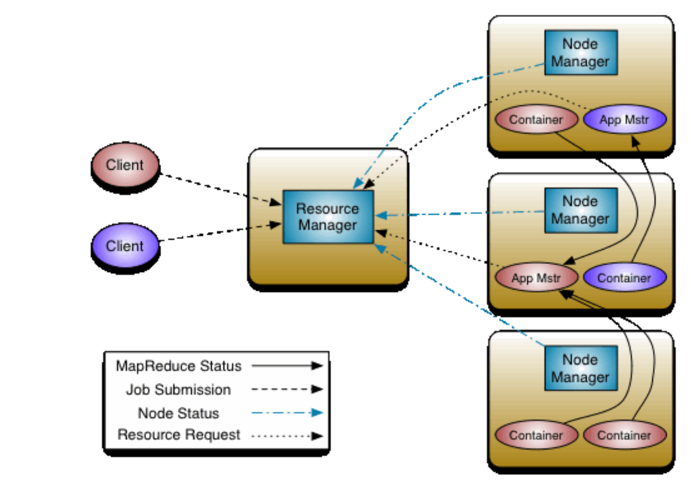 Node
Manager
Container
App Mstr
Client
Client
Resource
Manager
Node
Manager
App Mstr
Container
Node
Manager
Container
Container
MapReduce Status
Job Submission
Node Status
Resource Request